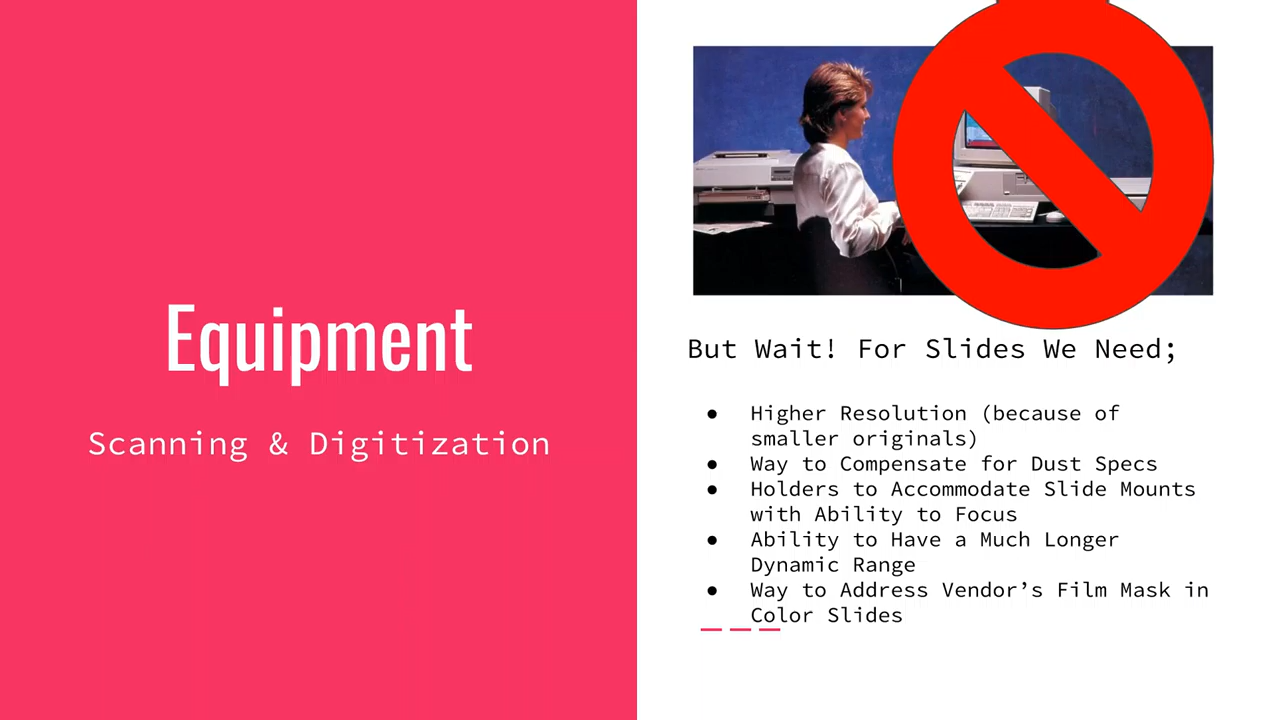 Equipment
Scanning & Digitization
But Wait! For Slides We Need;
● Higher Resolution (because of
smaller originals)
● Way to Compensate for Dust Specs
● Holders to Accommodate Slide Mounts
with Ability to Focus
● Ability to Have a Much Longer
Dynamic Range
● Way to Address Vendor’s Film Mask in
Color Slides